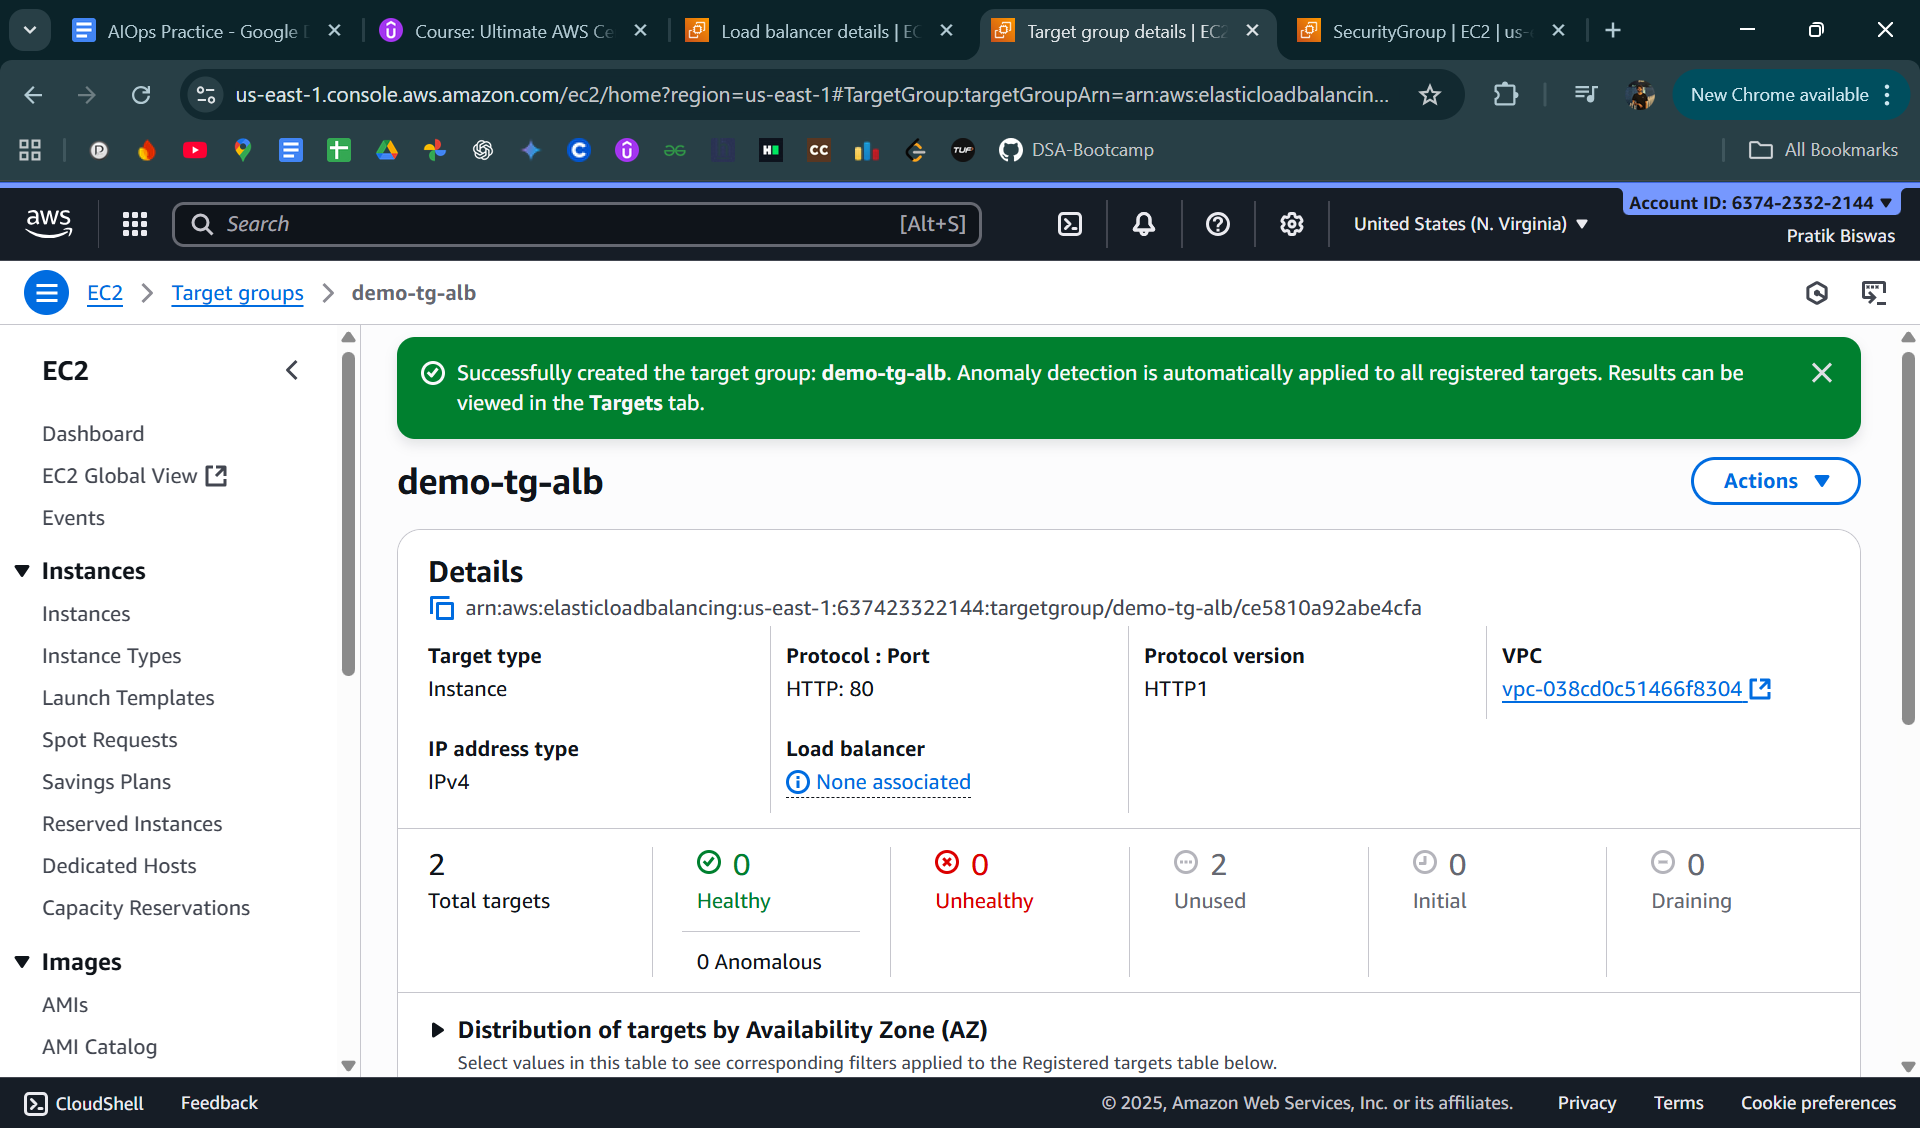 AIOps Practice - Google D
Course: Ultimate AWS Ce
Load balancer details | EC
Target group details | EC2
SecurityGroup | EC2 | us-
us-east-1.console.aws.amazon.com/ec2/home?region=us-east-1#TargetGroup:targetGroupArn=arn:aws:elasticloadbalancin...
New Chrome available
DSA-Bootcamp
All Bookmarks
aws
Search
[Alt+S]
United States (N. Virginia)
Account ID: 6374-2332-2144
Pratik Biswas
EC2
Target groups
demo-tg-alb
EC2
Dashboard
EC2 Global View
Events
Instances
Instances
Instance Types
Launch Templates
Spot Requests
Savings Plans
Reserved Instances
Dedicated Hosts
Capacity Reservations
Images
AMIs
AMI Catalog
Successfully created the target group: demo-tg-alb. Anomaly detection is automatically applied to all registered targets. Results can be
viewed in the Targets tab.
demo-tg-alb
Actions
Details
arn:aws:elasticloadbalancing:us-east-1:637423322144:targetgroup/demo-tg-alb/ce5810a92abe4cfa
Target type
Instance
Protocol : Port
HTTP: 80
Protocol version
HTTP1
VPC
vpc-038cd0c51466f8304
IP address type
IPv4
Load balancer
None associated
2
Total targets
0
Healthy
0 Anomalous
0
Unhealthy
2
Unused
0
Initial
0
Draining
Distribution of targets by Availability Zone (AZ)
Select values in this table to see corresponding filters applied to the Registered targets table below.
CloudShell
Feedback
© 2025, Amazon Web Services, Inc. or its affiliates.
Privacy
Terms
Cookie preferences